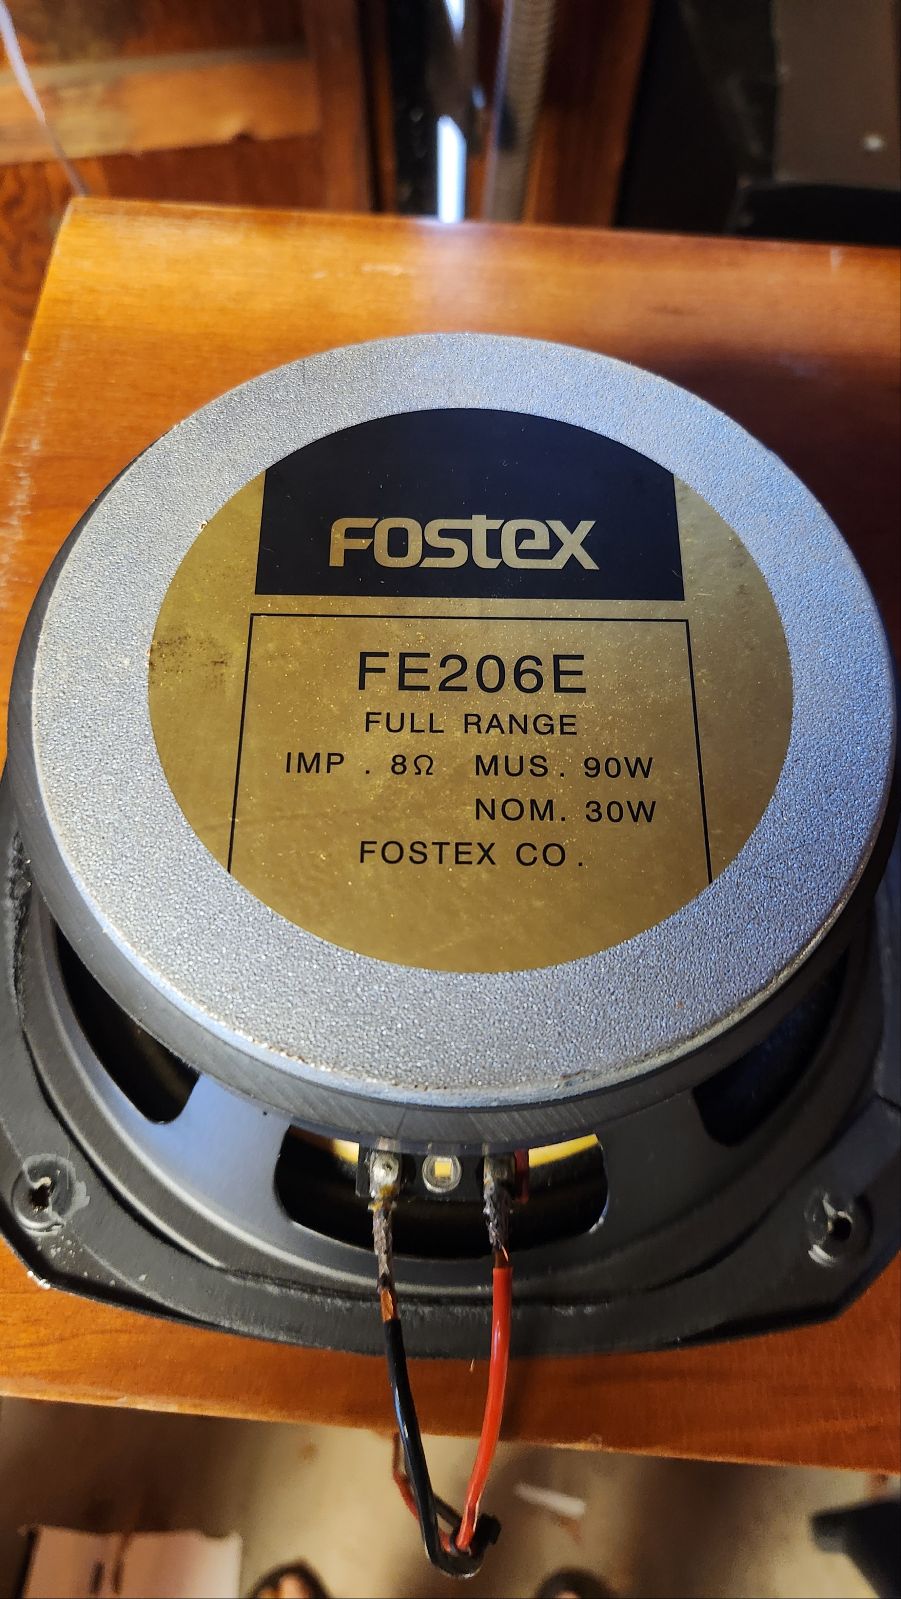 Fostex
FE206E
FULL RANGE
IMP . 8Ω MUS. 90W
NOM. 30W
FOSTEX CO.